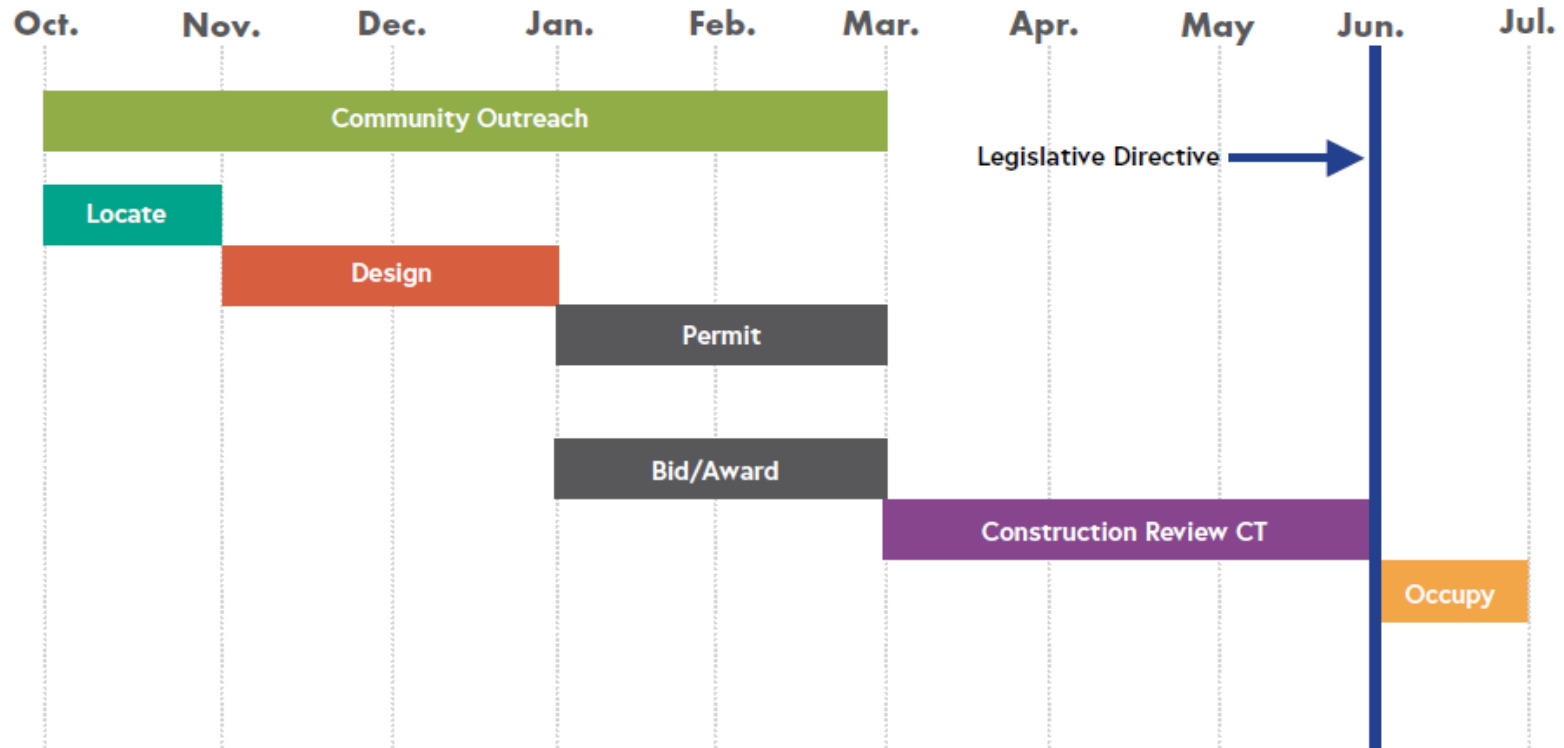 Oct. Nov. Dec. Jan. Feb. Mar. Apr. May Jun. Jul.
Community Outreach
Legislative Directive
Locate
Design
Permit
Bid/Award
Construction Review CT
Occupy